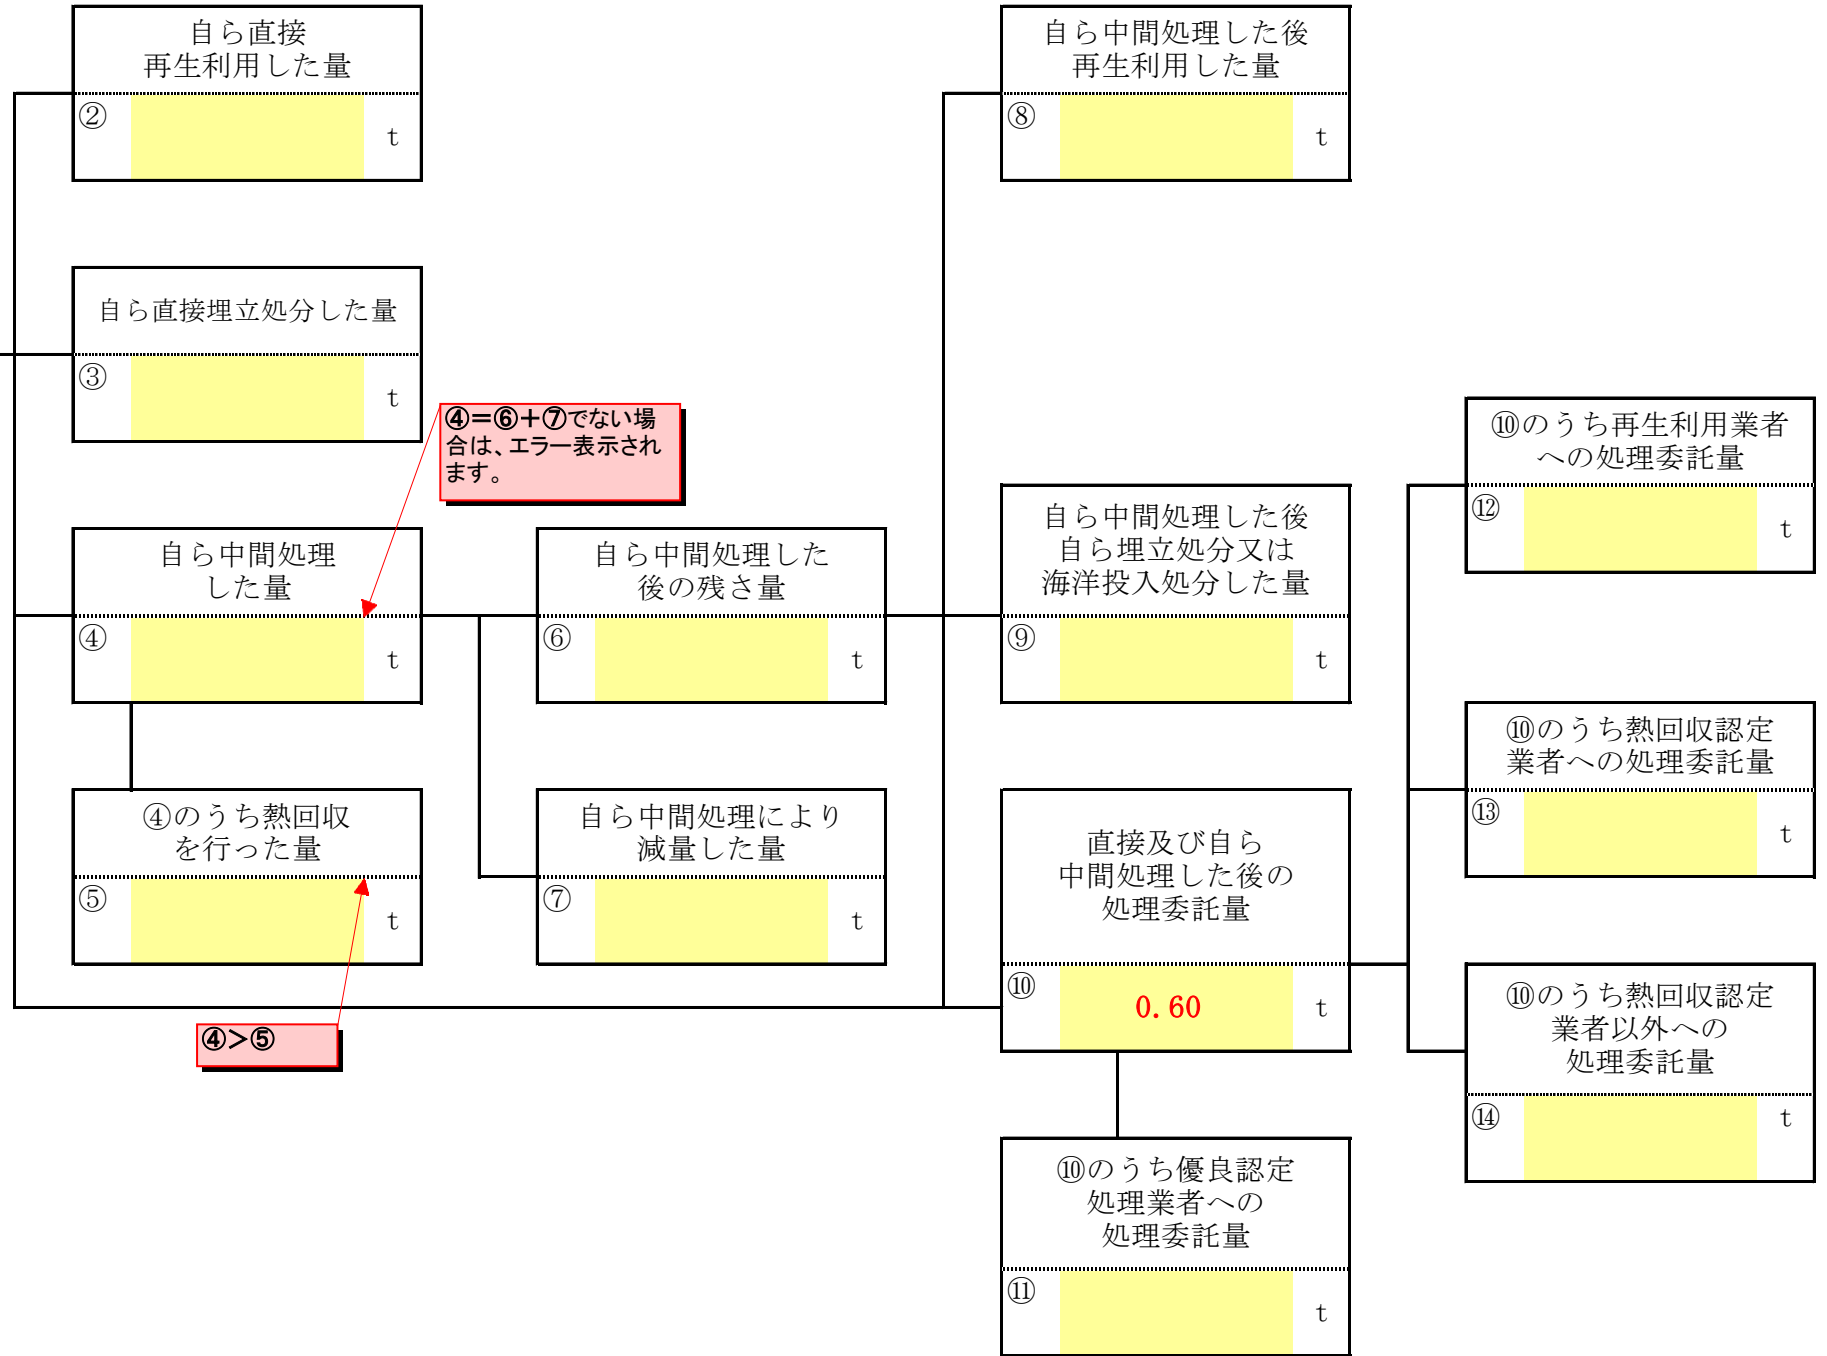 自ら直接
再生利用した量
②
t
自ら中間処理した後
再生利用した量
⑧
t
自ら直接埋立処分した量
③
t
④＝⑥＋⑦でない場
合は、エラー表示され
ます。
自ら中間処理
した量
④
t
自ら中間処理した
後の残さ量
⑥
t
自ら中間処理した後
自ら埋立処分又は
海洋投入処分した量
⑨
t
⑩のうち再生利用業者
への処理委託量
⑫
t
④のうち熱回収
を行った量
⑤
t
自ら中間処理により
減量した量
⑦
t
直接及び自ら
中間処理した後の
処理委託量
⑩
0.60
t
⑩のうち熱回収認定
業者への処理委託量
⑬
t
④＞⑤
⑩のうち熱回収認定
業者以外への
処理委託量
⑭
t
⑩のうち優良認定
処理業者への
処理委託量
⑪
t